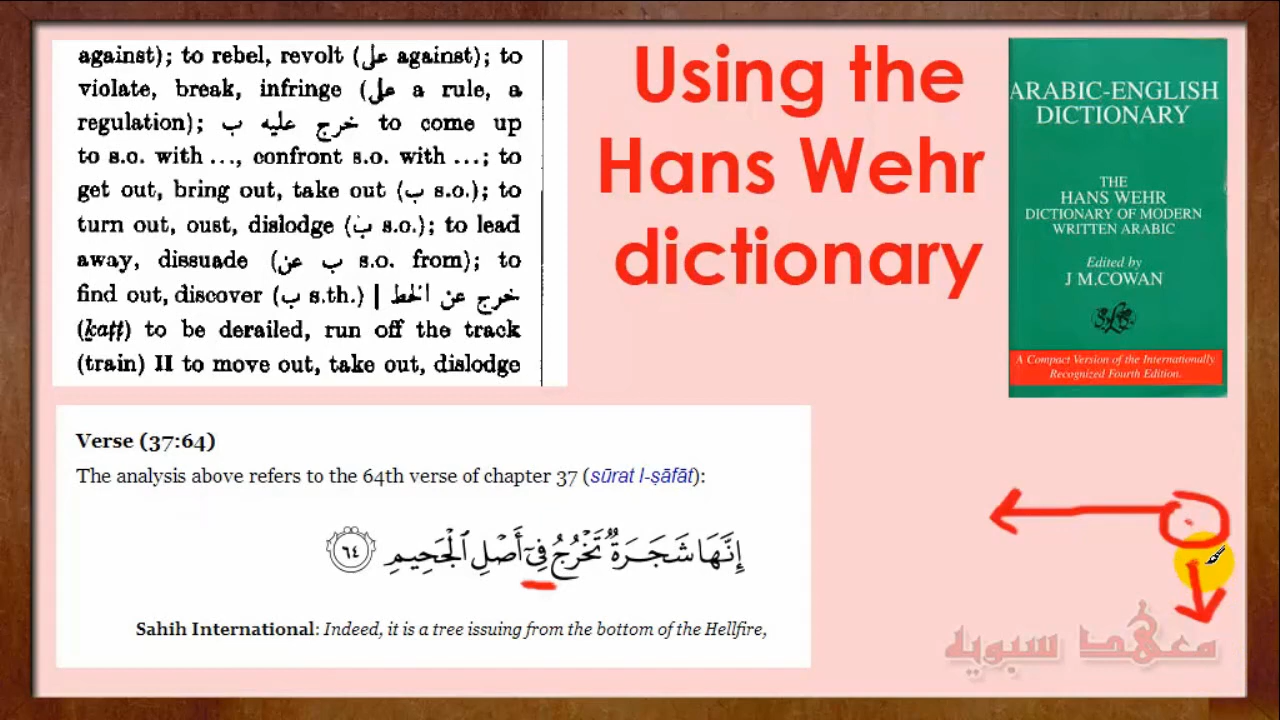 against); to rebel, revolt (على against); to
violate, break, infringe (على a rule, a
regulation); خرج عليه ب to come up
to s.o. with ..., confront s.o. with ...; to
get out, bring out, take out (ب s.o.); to
turn out, oust, dislodge (ب s.o.); to lead
away, dissuade (ب عن s.o. from); to
find out, discover (ب s.th.) | خرج عن الخط
(ḵaṭṭ) to be derailed, run off the track
(train) II to move out, take out, dislodge
Using the
Hans Wehr
dictionary
ARABIC-ENGLISH
DICTIONARY
THE
HANS WEHR
DICTIONARY OF MODERN
WRITTEN ARABIC
Edited by
J M.COWAN
A Compact Version of the Internationally
Recognized Fourth Edition.
Verse (37:64)
The analysis above refers to the 64th verse of chapter 37 (sūrat l-ṣāfāt):
إِنَّهَا شَجَرَةٌ تَخْرُجُ فِىٓ أَصْلِ ٱلْجَحِيمِ ٦٤
Sahih International: Indeed, it is a tree issuing from the bottom of the Hellfire,
معهد سيبويه